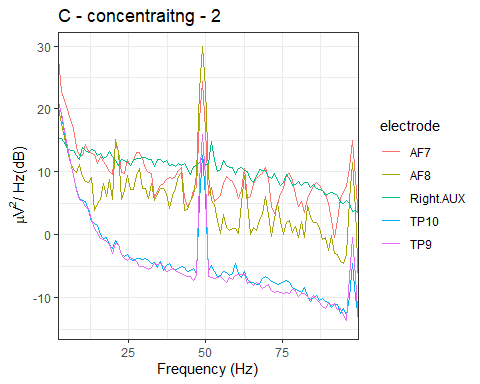 C - concentraitng - 2
μV²/ Hz(dB)
30
20
10
0
-10
25
50
75
Frequency (Hz)
electrode
AF7
AF8
Right.AUX
TP10
TP9